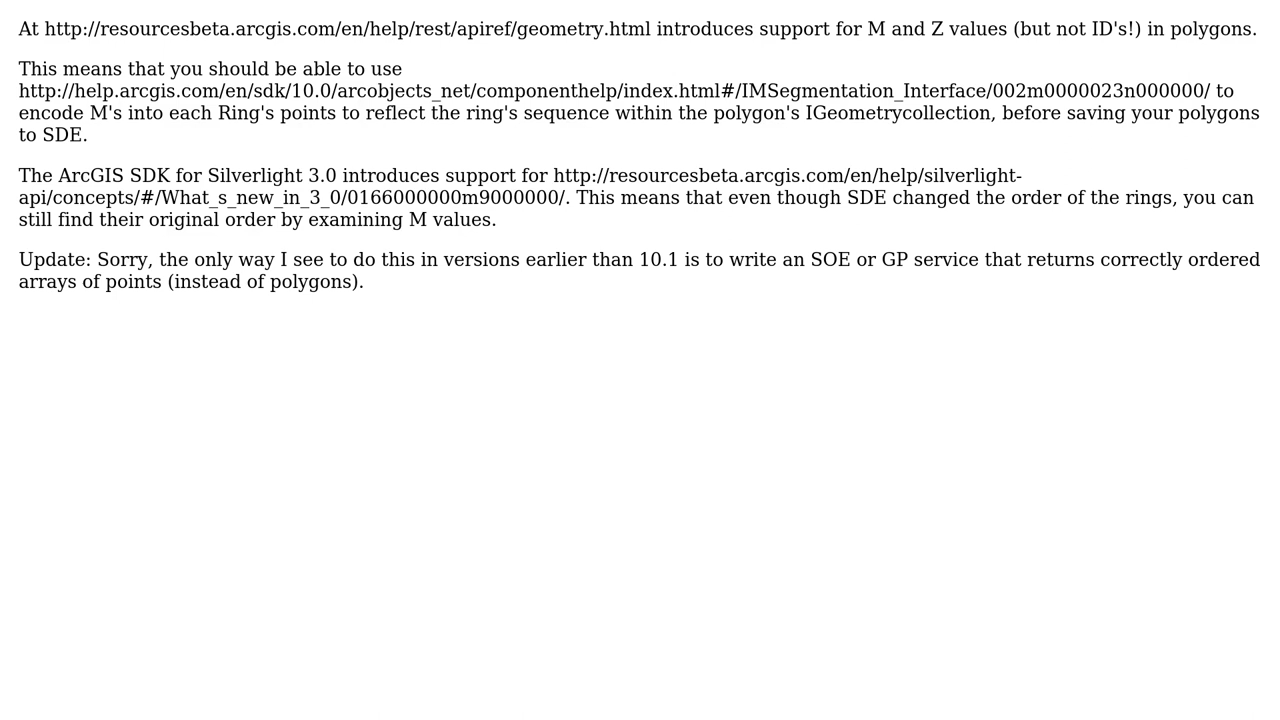 At http://resourcesbeta.arcgis.com/en/help/rest/apiref/geometry.html introduces support for M and Z values (but not ID's!) in polygons.
This means that you should be able to use
http://help.arcgis.com/en/sdk/10.0/arcobjects_net/componenthelp/index.html#/IMSegmentation_Interface/002m0000023n000000/ to
encode M's into each Ring's points to reflect the ring's sequence within the polygon's IGeometrycollection, before saving your polygons
to SDE.
The ArcGIS SDK for Silverlight 3.0 introduces support for http://resourcesbeta.arcgis.com/en/help/silverlight-
api/concepts/#/What_s_new_in_3_0/0166000000m9000000/. This means that even though SDE changed the order of the rings, you can
still find their original order by examining M values.
Update: Sorry, the only way I see to do this in versions earlier than 10.1 is to write an SOE or GP service that returns correctly ordered
arrays of points (instead of polygons).